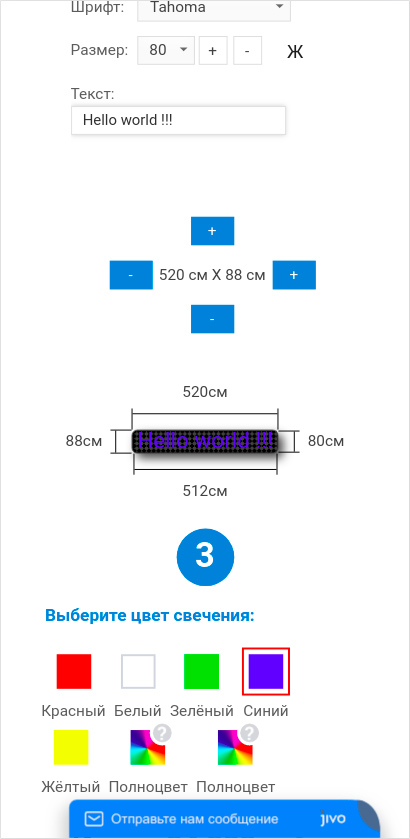 Шрифт: Tahoma
Размер: 80 + - Ж
Текст:
Hello world !!!
+
- 520 см X 88 см +
-
520см
88см Hello world !!! 80см
512см
3
Выберите цвет свечения:
Красный Белый Зелёный Синий
? ?
Жёлтый Полноцвет Полноцвет
Отправьте нам сообщение jivo